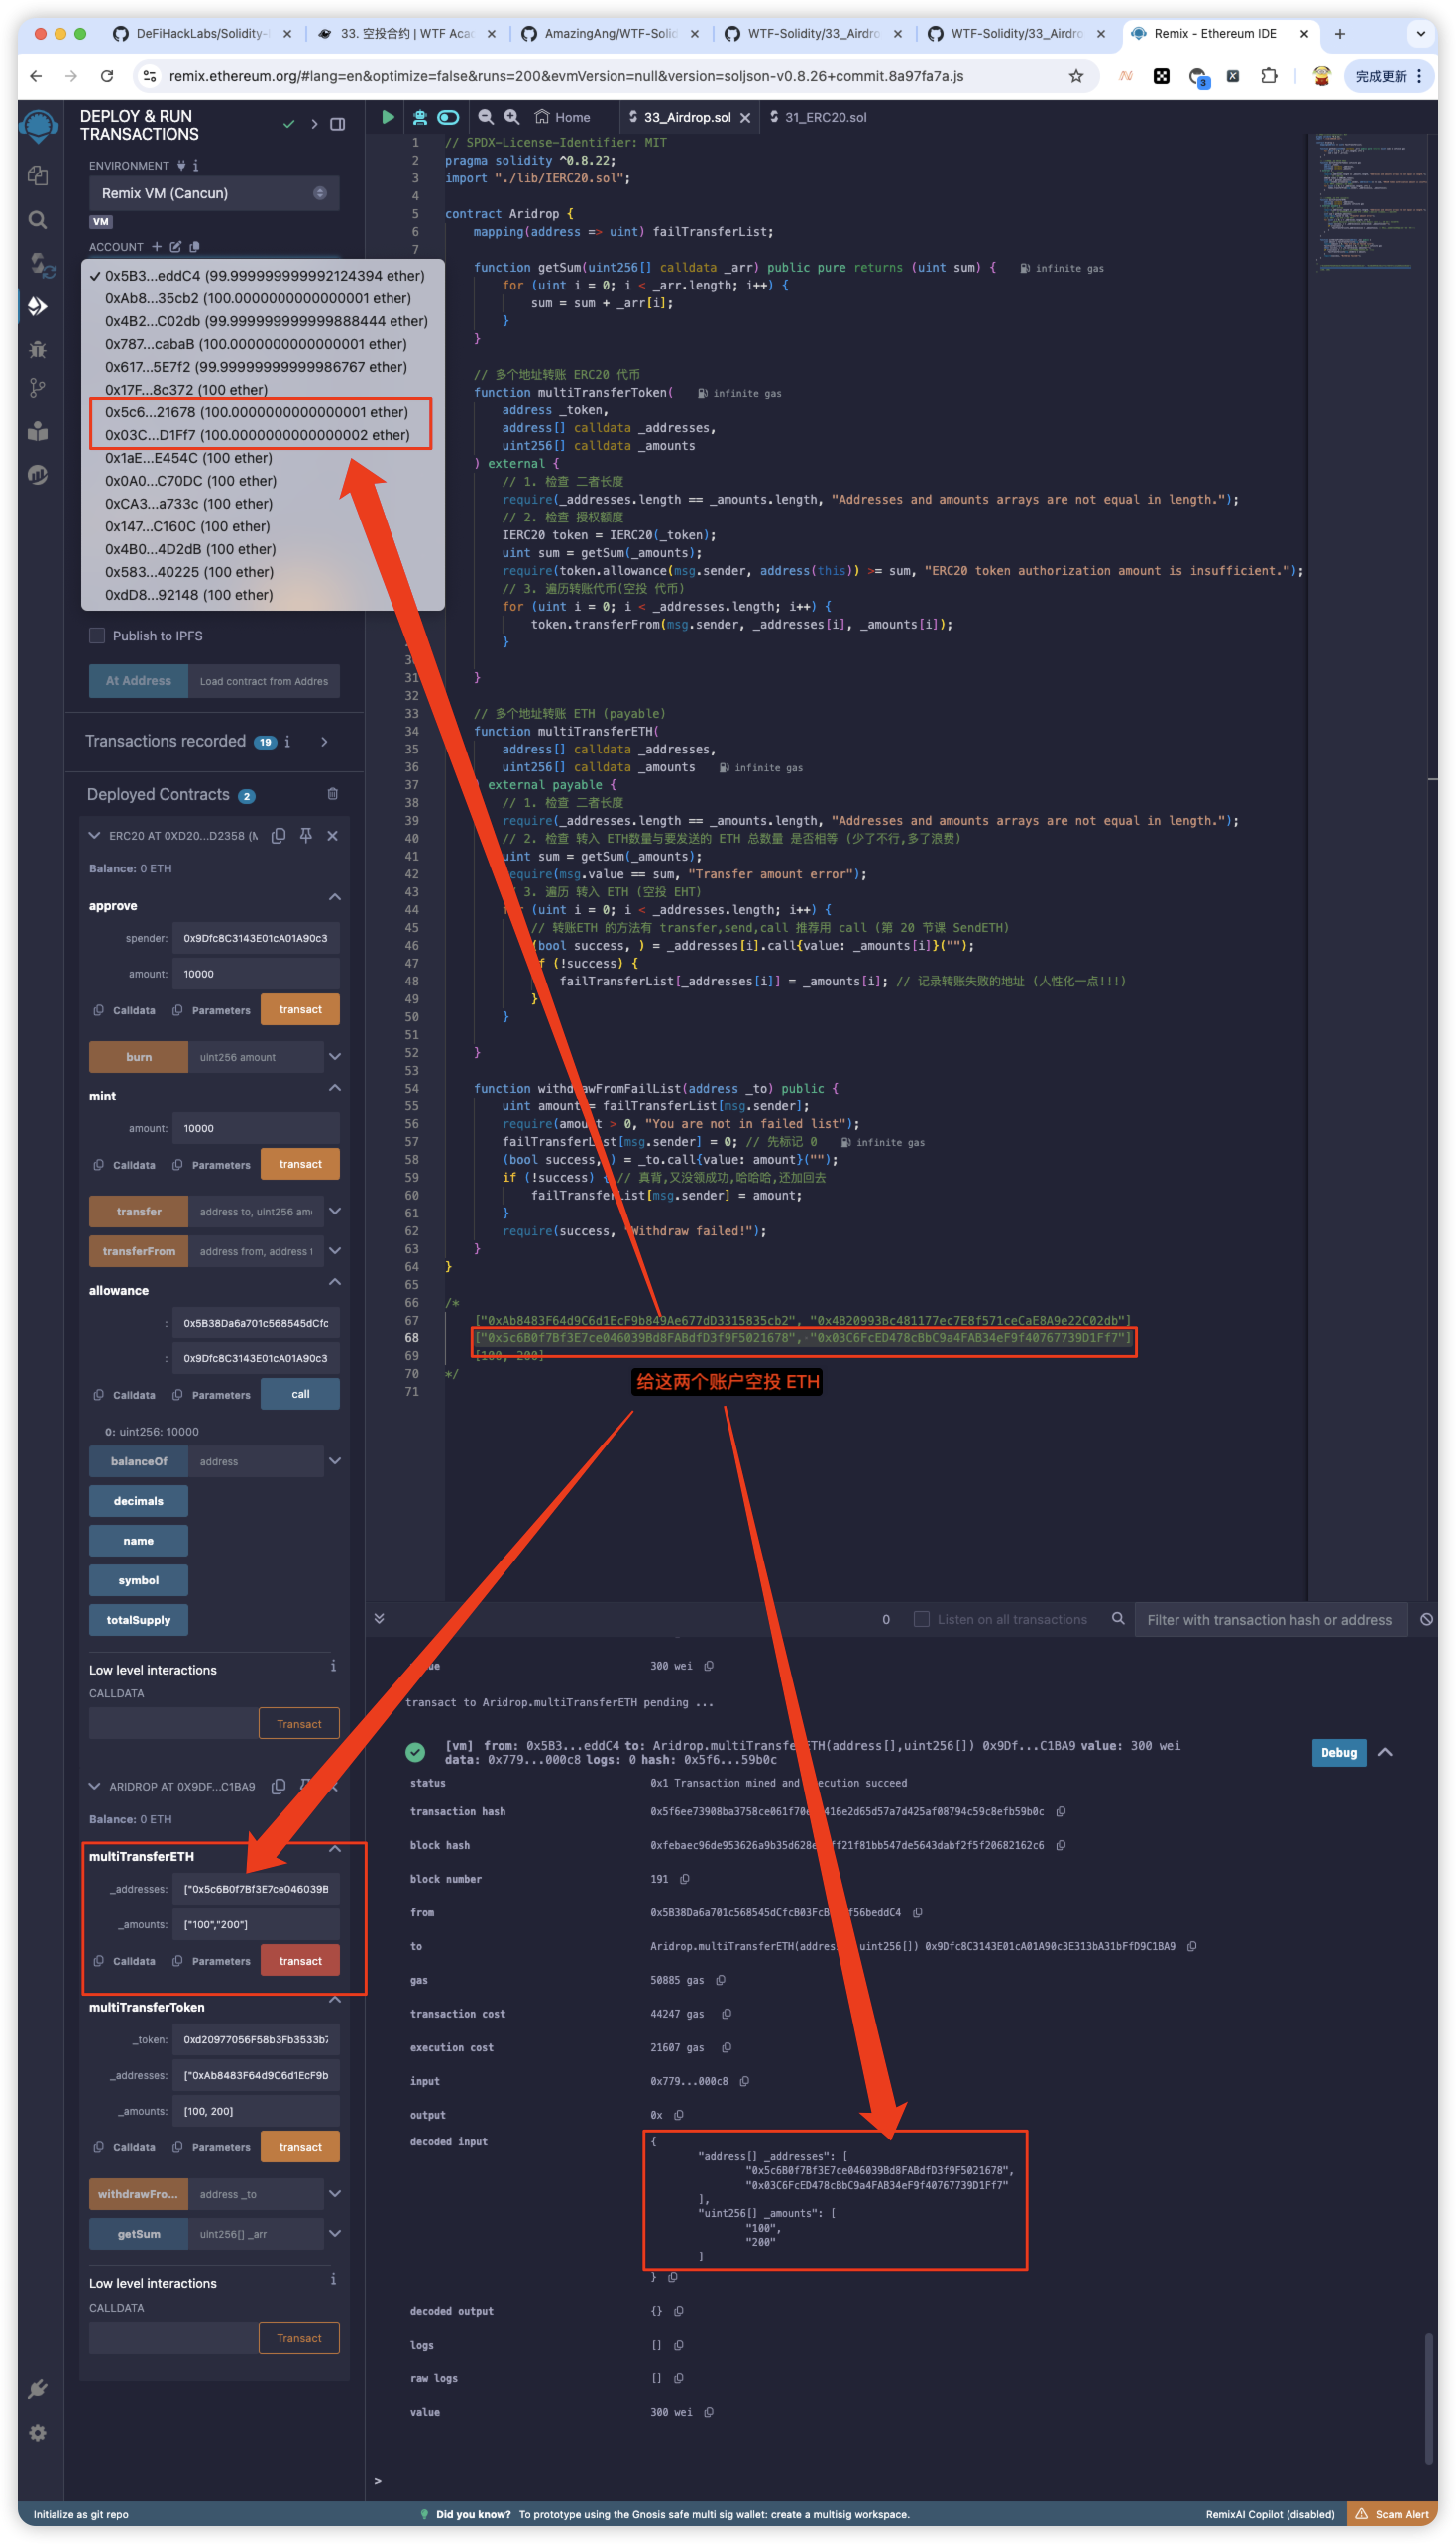 DeFiHackLabs/Solidity-
33. 空投合约 | WTF Aca
AmazingAng/WTF-Solid
WTF-Solidity/33_Airdro
WTF-Solidity/33_Airdro
Remix - Ethereum IDE
remix.ethereum.org/#lang=en&optimize=false&runs=200&evmVersion=null&version=soljson-v0.8.26+commit.8a97fa7a.js
3
完成更新
DEPLOY & RUN
TRANSACTIONS
ENVIRONMENT
Remix VM (Cancun)
VM
ACCOUNT
0x5B3...eddC4 (99.999999999992124394 ether)
0xAb8...35cb2 (100.0000000000000001 ether)
0x4B2...C02db (99.999999999999888444 ether)
0x787...cabaB (100.0000000000000001 ether)
0x617...5E7f2 (99.99999999999986767 ether)
0x17F...8c372 (100 ether)
0x5c6...21678 (100.0000000000000001 ether)
0x03C...D1Ff7 (100.0000000000000002 ether)
0x1aE...E454C (100 ether)
0x0A0...C70DC (100 ether)
0xCA3...a733c (100 ether)
0x147...C160C (100 ether)
0x4B0...4D2dB (100 ether)
0x583...40225 (100 ether)
0xdD8...92148 (100 ether)
Publish to IPFS
At Address Load contract from Addres
Transactions recorded 19
Deployed Contracts 2
ERC20 AT 0XD20...D2358 (M
Balance: 0 ETH
approve
spender: 0x9Dfc8C3143E01cA01A90c3
amount: 10000
Calldata Parameters transact
burn uint256 amount
mint
amount: 10000
Calldata Parameters transact
transfer address to, uint256 am
transferFrom address from, address t
allowance
: 0x5B38Da6a701c568545dCfc
: 0x9Dfc8C3143E01cA01A90c3
Calldata Parameters call
0: uint256: 10000
balanceOf address
decimals
name
symbol
totalSupply
Low level interactions
CALLDATA
Transact
ARIDROP AT 0X9DF...C1BA9
Balance: 0 ETH
multiTransferETH
_addresses: ["0x5c6B0f7Bf3E7ce046039B
_amounts: ["100","200"]
Calldata Parameters transact
multiTransferToken
_token: 0xd20977056F58b3Fb3533b7
_addresses: ["0xAb8483F64d9C6d1EcF9b
_amounts: [100, 200]
Calldata Parameters transact
withdrawFro... address _to
getSum uint256[] _arr
Low level interactions
CALLDATA
Transact
Home
33_Airdrop.sol
31_ERC20.sol
1 // SPDX-License-Identifier: MIT
2 pragma solidity ^0.8.22;
3 import "./lib/IERC20.sol";
4
5 contract Aridrop {
6 mapping(address => uint) failTransferList;
7
function getSum(uint256[] calldata _arr) public pure returns (uint sum) { infinite gas
for (uint i = 0; i < _arr.length; i++) {
sum = sum + _arr[i];
}
}
// 多个地址转账 ERC20 代币
function multiTransferToken( infinite gas
address _token,
address[] calldata _addresses,
uint256[] calldata _amounts
) external {
// 1. 检查 二者长度
require(_addresses.length == _amounts.length, "Addresses and amounts arrays are not equal in length.");
// 2. 检查 授权额度
IERC20 token = IERC20(_token);
uint sum = getSum(_amounts);
require(token.allowance(msg.sender, address(this)) >= sum, "ERC20 token authorization amount is insufficient.");
// 3. 遍历转账代币(空投 代币)
for (uint i = 0; i < _addresses.length; i++) {
token.transferFrom(msg.sender, _addresses[i], _amounts[i]);
}
31 }
32
33 // 多个地址转账 ETH (payable)
34 function multiTransferETH(
35 address[] calldata _addresses,
36 uint256[] calldata _amounts infinite gas
37 external payable {
38 // 1. 检查 二者长度
39 require(_addresses.length == _amounts.length, "Addresses and amounts arrays are not equal in length.");
40 // 2. 检查 转入 ETH数量与要发送的 ETH 总数量 是否相等 (少了不行,多了浪费)
41 uint sum = getSum(_amounts);
42 require(msg.value == sum, "Transfer amount error");
43 3. 遍历 转入 ETH (空投 EHT)
44 (uint i = 0; i < _addresses.length; i++) {
45 // 转账ETH 的方法有 transfer,send,call 推荐用 call (第 20 节课 SendETH)
46 (bool success, ) = _addresses[i].call{value: _amounts[i]}("");
47 (!success) {
48 failTransferList[_addresses[i]] = _amounts[i]; // 记录转账失败的地址 (人性化一点!!!)
49 }
50 }
51
52 }
53
54 function withdrawFromFailList(address _to) public {
55 uint amount = failTransferList[msg.sender];
56 require(amount > 0, "You are not in failed list");
57 failTransferList[msg.sender] = 0; // 先标记 0 infinite gas
58 (bool success, ) = _to.call{value: amount}("");
59 if (!success) { // 真背,又没领成功,哈哈哈,还加回去
60 failTransferList[msg.sender] = amount;
61 }
62 require(success, "Withdraw failed!");
63 }
64 }
65
66 /*
67 ["0xAb8483F64d9C6d1EcF9b849Ae677dD3315835cb2", "0x4B20993Bc481177ec7E8f571ceCaE8A9e22C02db"]
68 ["0x5c6B0f7Bf3E7ce046039Bd8FABdfD3f9F5021678", "0x03C6FcED478cBbC9a4FAB34eF9f40767739D1Ff7"]
69 [100, 200]
70 */
71
给这两个账户空投 ETH
0 Listen on all transactions Filter with transaction hash or address
300 wei
transact to Aridrop.multiTransferETH pending ...
[vm] from: 0x5B3...eddC4 to: Aridrop.multiTransferETH(address[],uint256[]) 0x9Df...C1BA9 value: 300 wei
data: 0x779...000c8 logs: 0 hash: 0x5f6...59b0c
Debug
status 0x1 Transaction mined and execution succeed
transaction hash
block hash
block number 191
from
to
gas 50885 gas
transaction cost 44247 gas
execution cost 21607 gas
input 0x779...000c8
output 0x
decoded input {
"address[] _addresses": [
"0x5c6B0f7Bf3E7ce046039Bd8FABdfD3f9F5021678",
"0x03C6FcED478cBbC9a4FAB34eF9f40767739D1Ff7"
],
"uint256[] _amounts": [
"100",
"200"
]
}
decoded output {}
logs []
raw logs []
value 300 wei
>
Initialize as git repo
Did you know? To prototype using the Gnosis safe multi sig wallet: create a multisig workspace.
RemixAI Copilot (disabled)
Scam Alert